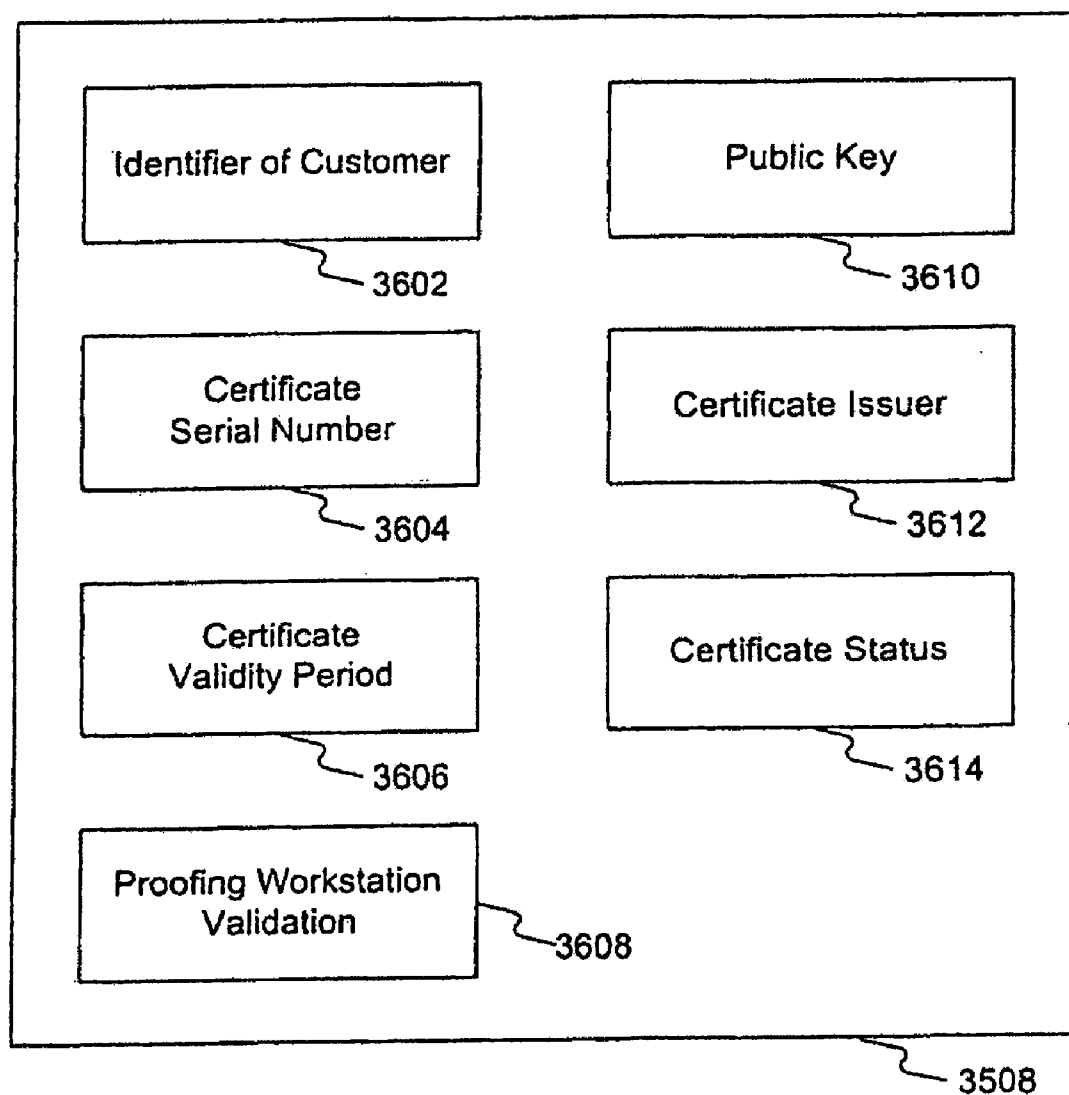 Identifier of Customer
3602
Public Key
3610
Certificate
Serial Number
3604
Certificate Issuer
3612
Certificate
Validity Period
3606
Certificate Status
3614
Proofing Workstation
Validation
3608
3508